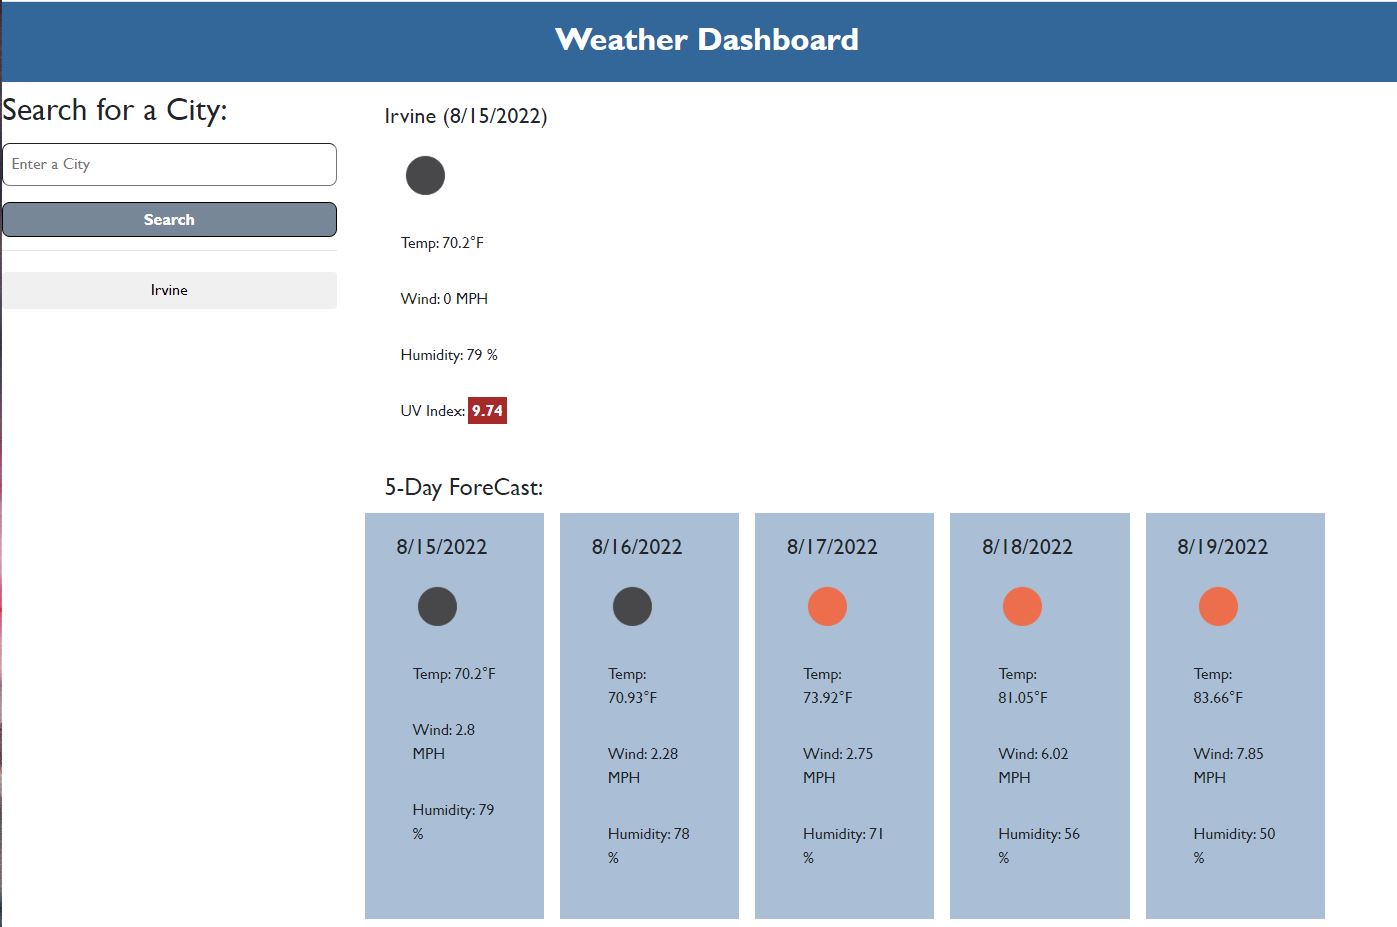 Weather Dashboard
Search for a City:
Enter a City
Search
Irvine
Irvine (8/15/2022)
Temp: 70.2°F
Wind: 0 MPH
Humidity: 79 %
UV Index: 9.74
5-Day ForeCast:
8/15/2022
Temp: 70.2°F
Wind: 2.8
MPH
Humidity: 79
%
8/16/2022
Temp:
70.93°F
Wind: 2.28
MPH
Humidity: 78
%
8/17/2022
Temp:
73.92°F
Wind: 2.75
MPH
Humidity: 71
%
8/18/2022
Temp:
81.05°F
Wind: 6.02
MPH
Humidity: 56
%
8/19/2022
Temp:
83.66°F
Wind: 7.85
MPH
Humidity: 50
%